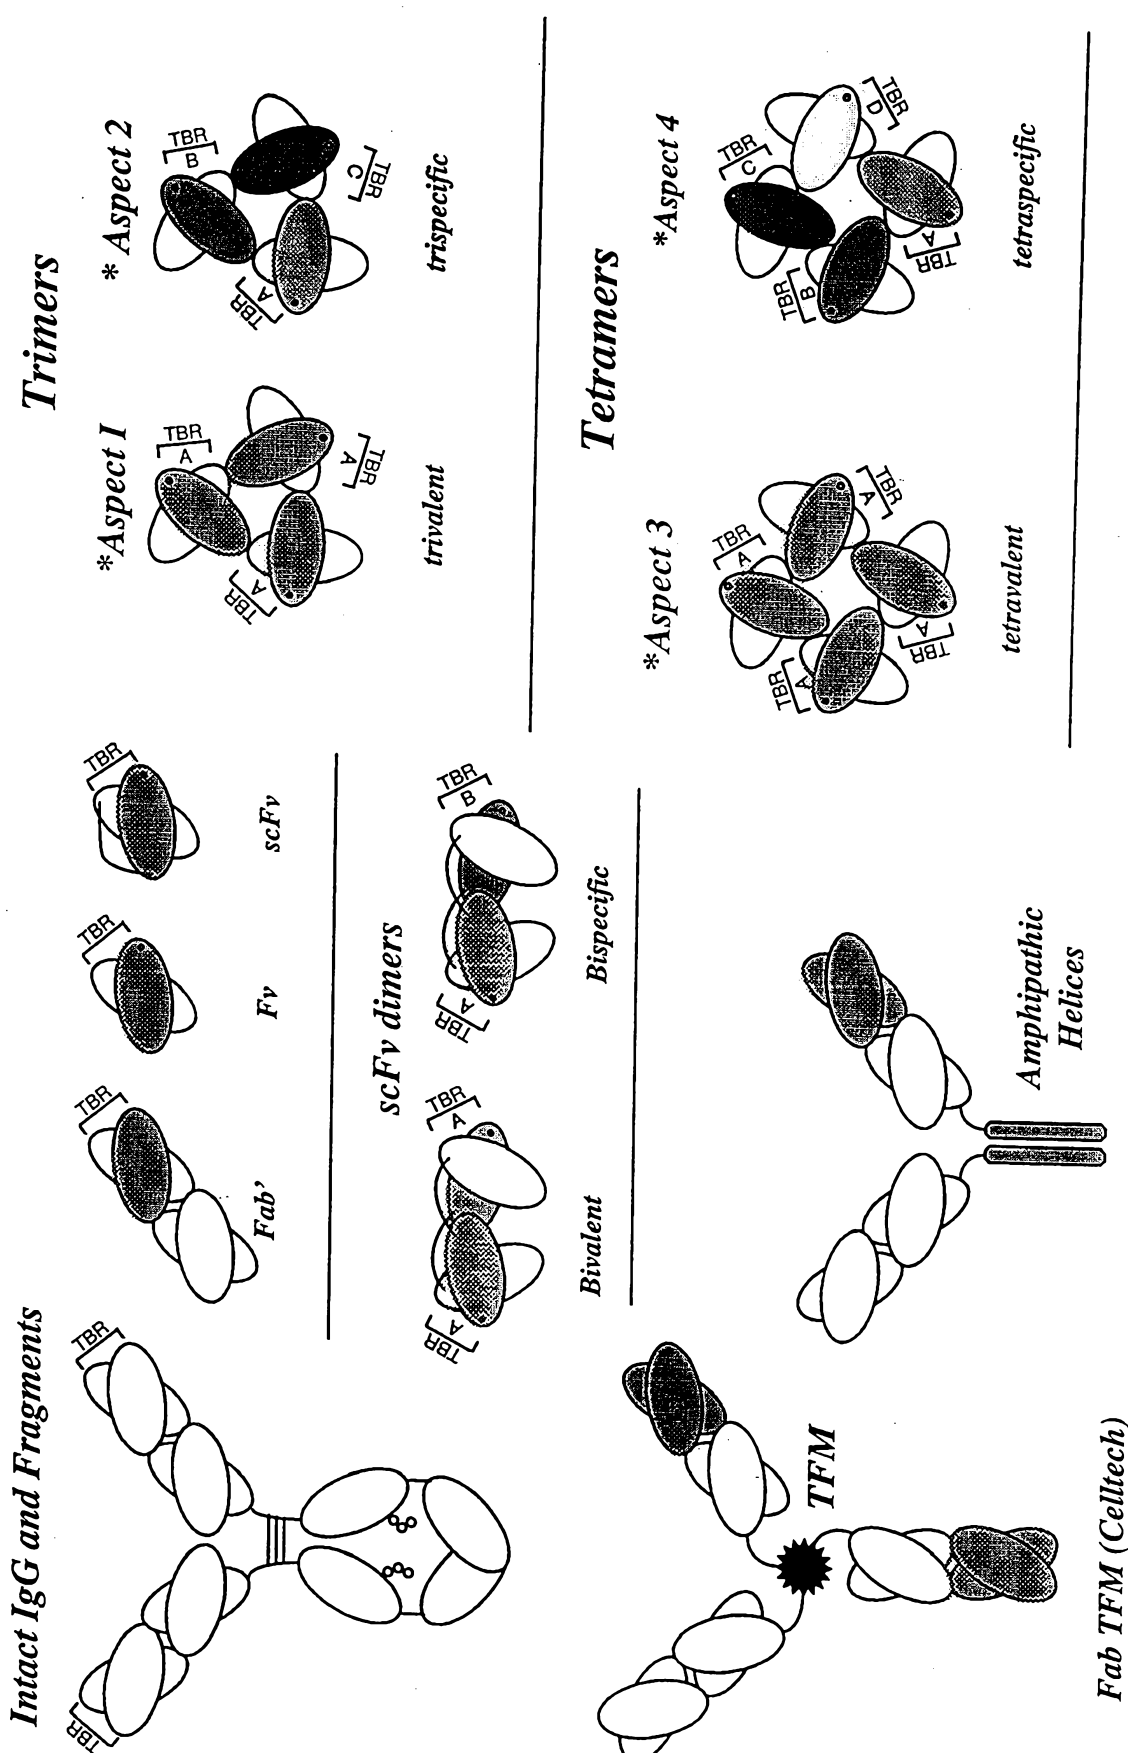 Intact IgG and Fragments
TBR
TBR
TBR
Fab'
TBR
Fv
TBR
scFv
scFv dimers
TBR
A
TBR
A
Bivalent
TBR
A
TBR
B
Bispecific
TFM
Fab TFM (Celltech)
Amphipathic
Helices
Trimers
*Aspect I
TBR
A
TBR
A
TBR
A
trivalent
* Aspect 2
TBR
A
TBR
B
TBR
C
trispecific
Tetramers
*Aspect 3
TBR
A
TBR
A
TBR
A
TBR
A
tetravalent
*Aspect 4
TBR
B
TBR
C
TBR
D
TBR
A
tetraspecific